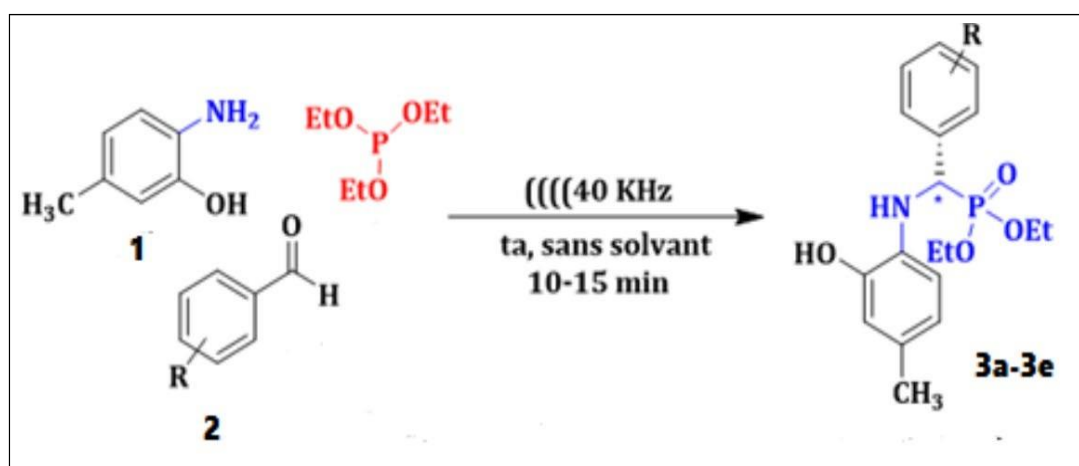 NH₂
H₃C
OH
1
EtO
OEt
P
EtO
O
H
R
2
((((40 KHz
ta, sans solvant
10-15 min
R
O
HN
*
P
OEt
EtO
HO
CH₃
3a-3e